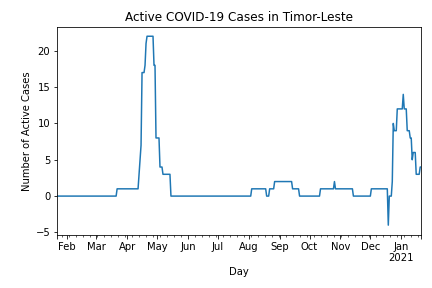 Active COVID-19 Cases in Timor-Leste
Number of Active Cases
20
15
10
5
0
−5
Feb Mar Apr May Jun Jul Aug Sep Oct Nov Dec Jan
2021
Day